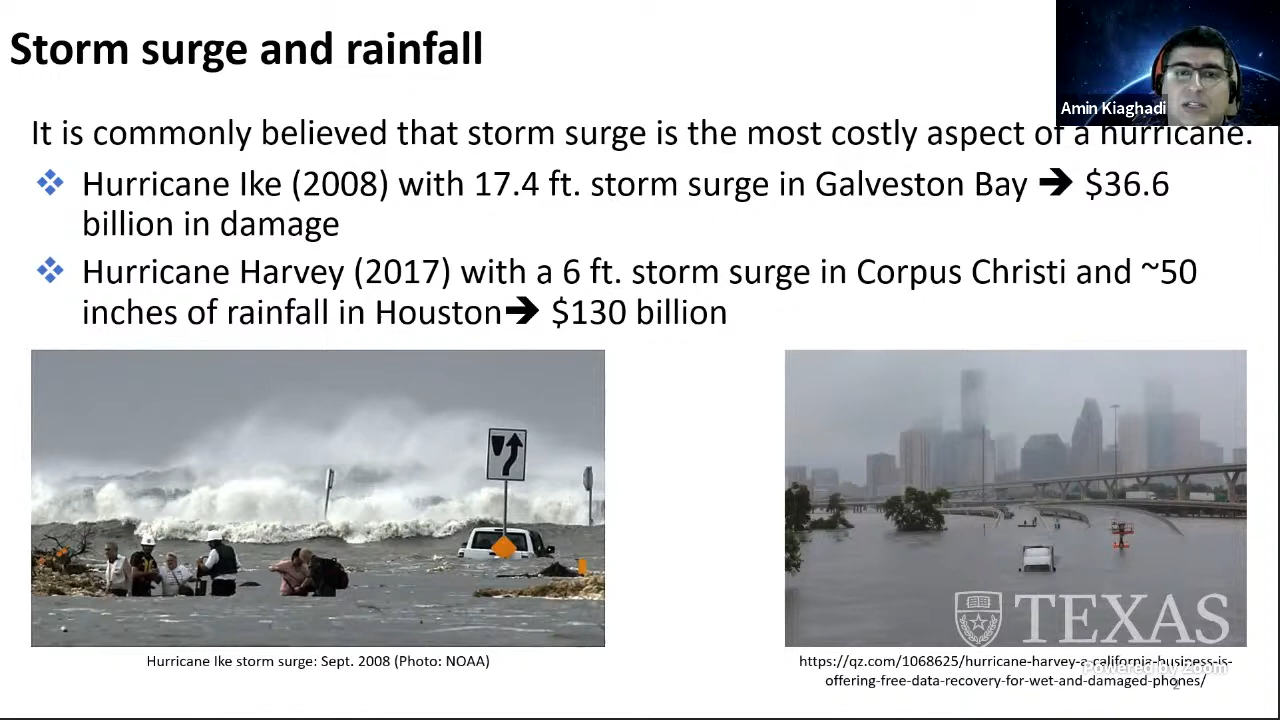 Storm surge and rainfall
Amin Kiaghadi
It is commonly believed that storm surge is the most costly aspect of a hurricane.
❖ Hurricane Ike (2008) with 17.4 ft. storm surge in Galveston Bay ➔ $36.6
billion in damage
❖ Hurricane Harvey (2017) with a 6 ft. storm surge in Corpus Christi and ~50
inches of rainfall in Houston➔ $130 billion
TEXAS
Hurricane Ike storm surge: Sept. 2008 (Photo: NOAA)
https://qz.com/1068625/hurricane-harvey-a-california-business-is-
offering-free-data-recovery-for-wet-and-damaged-phones/
Powered by Zoom
2